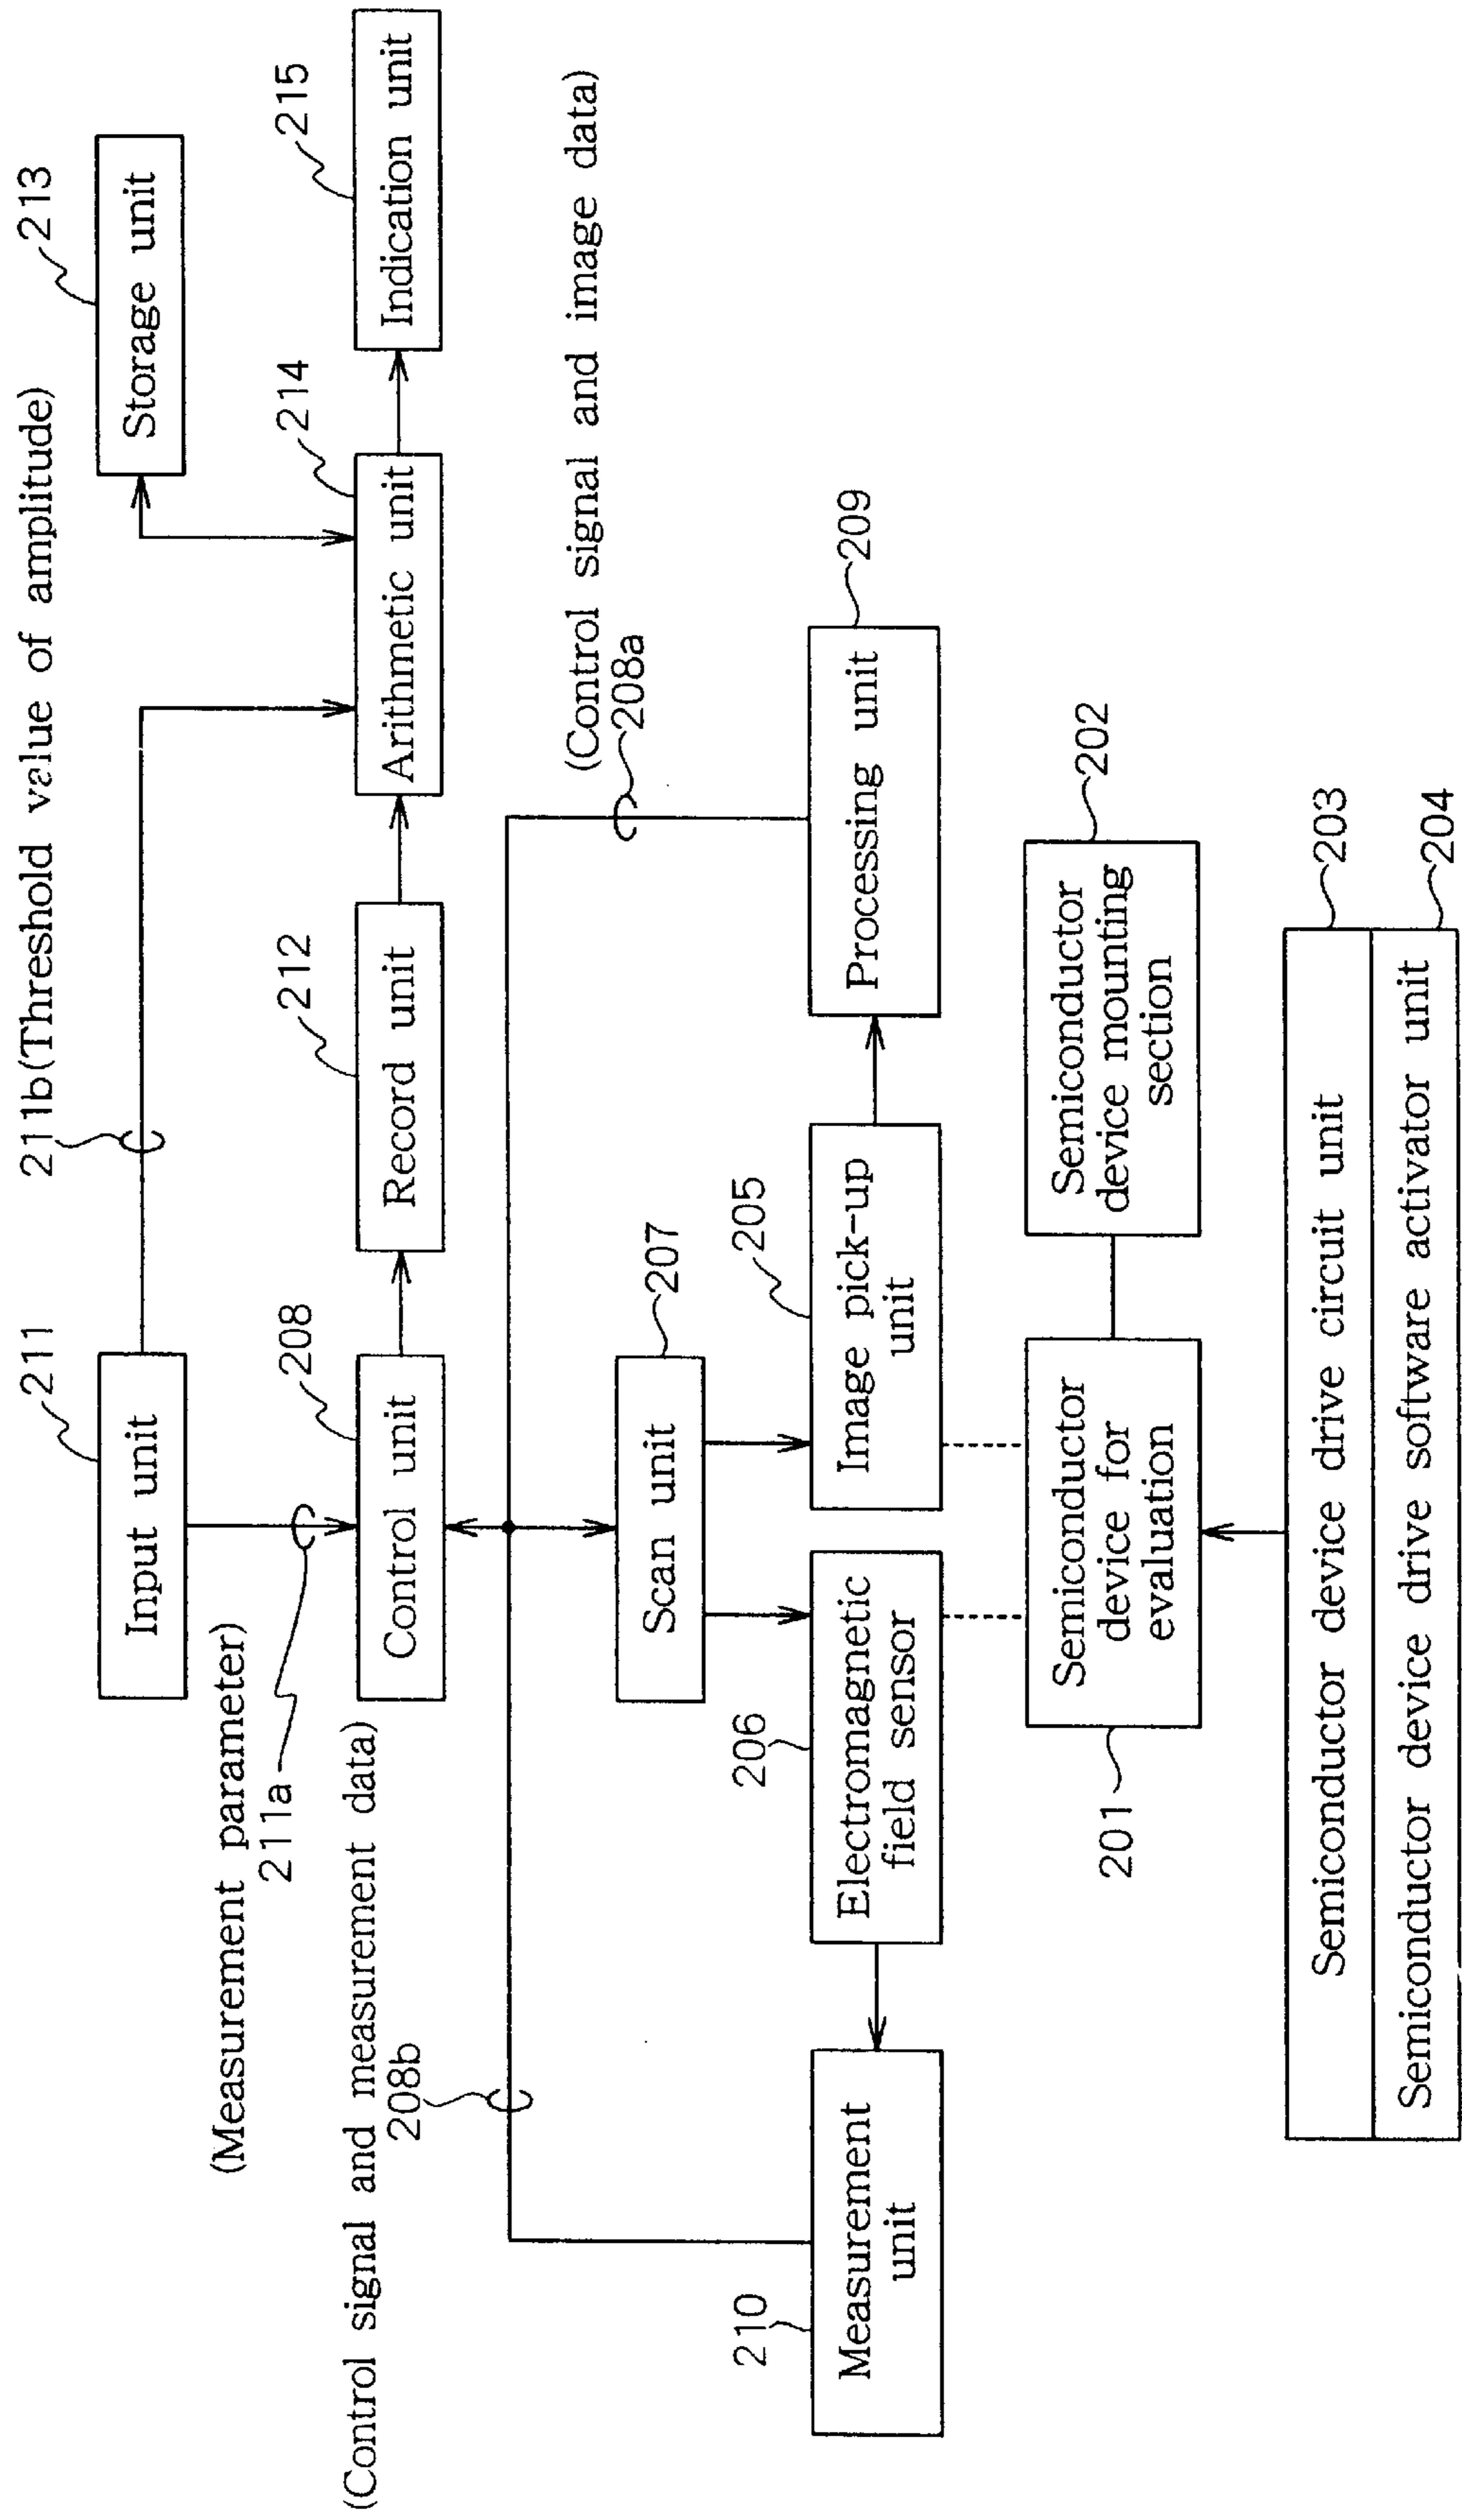 211b(Threshold value of amplitude)
213
211
Input unit
Storage unit
(Measurement parameter)
211a
208
212
214
215
Control unit
Record unit
Arithmetic unit
Indication unit
(Control signal and measurement data)
208b
(Control signal and image data)
208a
207
Scan unit
210
206
205
209
Measurement
unit
Electromagnetic
field sensor
Image pick-up
unit
Processing unit
201
202
Semiconductor
device for
evaluation
Semiconductor
device mounting
section
203
Semiconductor device drive circuit unit
204
Semiconductor device drive software activator unit